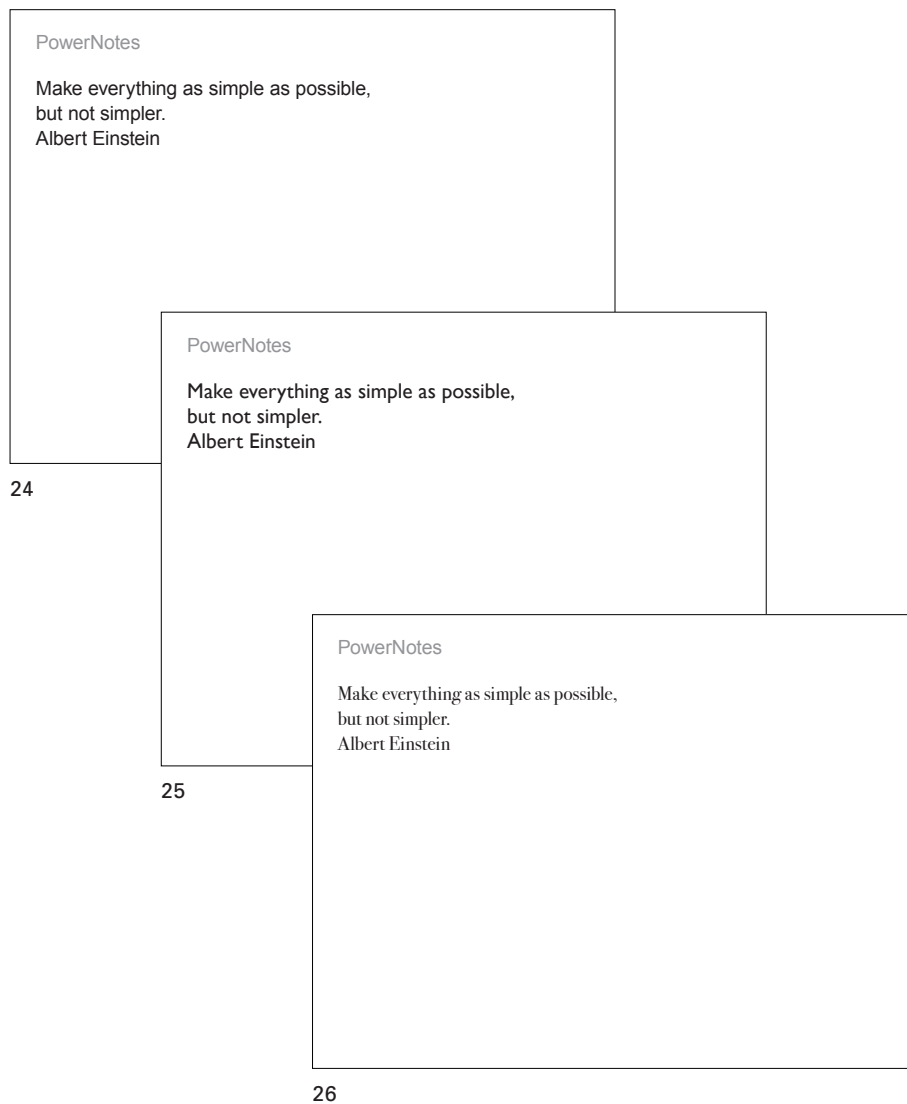 PowerNotes
Make everything as simple as possible,
but not simpler.
Albert Einstein
24
PowerNotes
Make everything as simple as possible,
but not simpler.
Albert Einstein
25
PowerNotes
Make everything as simple as possible,
but not simpler.
Albert Einstein
26